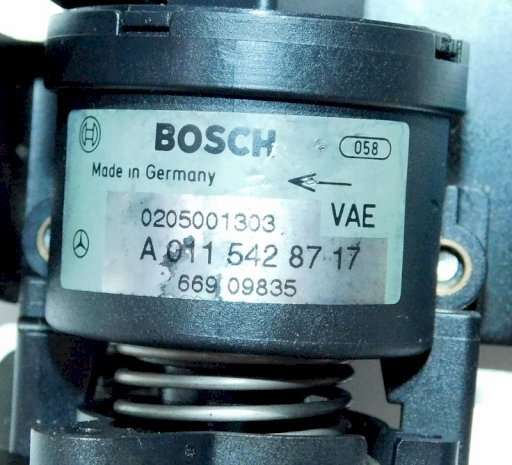 BOSCH
058
Made in Germany
0205001303
VAE
A 011 542 87 17
669 09835